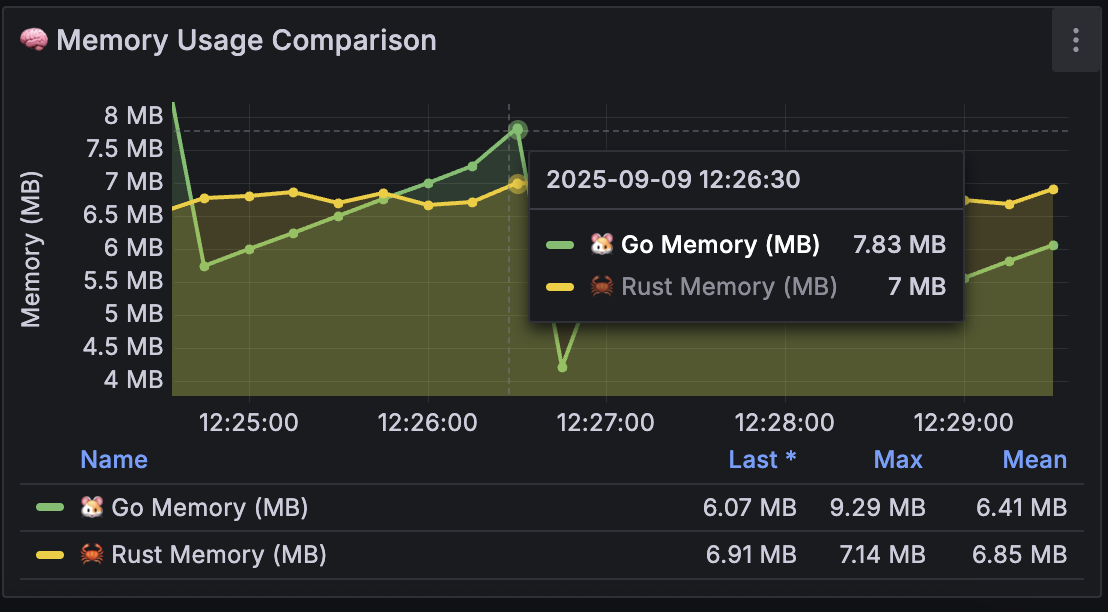 🧠 Memory Usage Comparison
Memory (MB)
8 MB
7.5 MB
7 MB
6.5 MB
6 MB
5.5 MB
5 MB
4.5 MB
4 MB
2025-09-09 12:26:30
🐹 Go Memory (MB) 7.83 MB
🦀 Rust Memory (MB) 7 MB
12:25:00 12:26:00 12:27:00 12:28:00 12:29:00
Name Last * Max Mean
🐹 Go Memory (MB) 6.07 MB 9.29 MB 6.41 MB
🦀 Rust Memory (MB) 6.91 MB 7.14 MB 6.85 MB